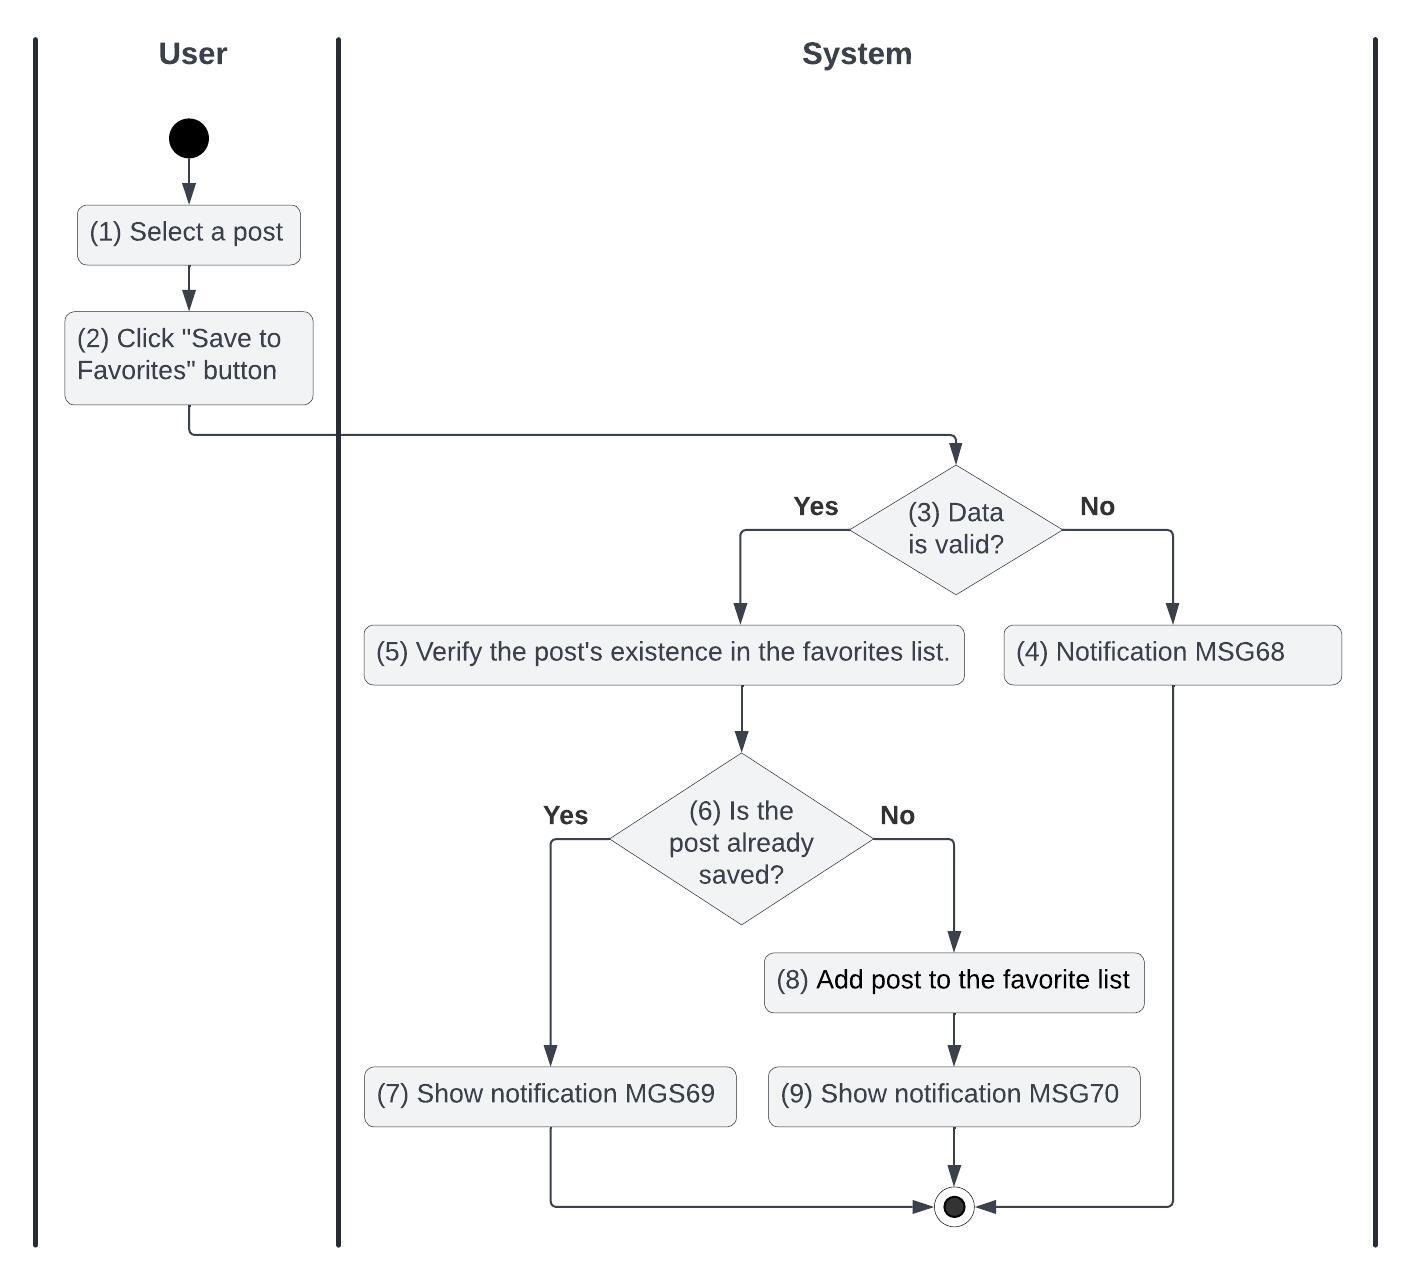 User
System
(1) Select a post
(2) Click "Save to
Favorites" button
(3) Data
is valid?
Yes
No
(5) Verify the post's existence in the favorites list.
(4) Notification MSG68
(6) Is the
post already
saved?
Yes
No
(8) Add post to the favorite list
(7) Show notification MGS69
(9) Show notification MSG70